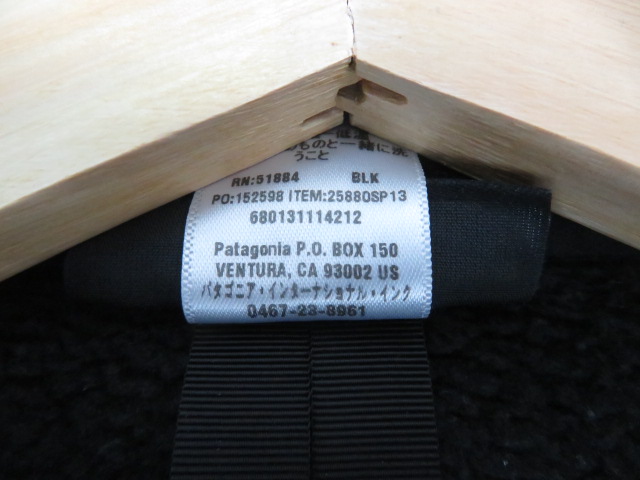 のものと一緒に洗
うこと
RN:51884 BLK
PO:152598 ITEM:25880SP13
680131114212
Patagonia P.O. BOX 150
VENTURA, CA 93002 US
パタゴニア・インターナショナル・インク
0467-23-8961